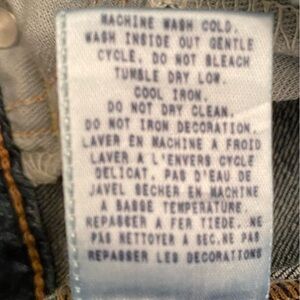 MACHINE WASH COLD.
WASH INSIDE OUT GENTLE
CYCLE. DO NOT BLEACH
TUMBLE DRY LOW.
COOL IRON.
DO NOT DRY CLEAN.
DO NOT IRON DECORATION.
LAVER EN MACHINE A FROID
LAVER A L'ENVERS CYCLE
DELICAT. PAS D'EAU DE
JAVEL SECHER EN MACHINE
A BASSE TEMPERATURE.
REPASSER A FER TIEDE. NE
PAS NETTOYER A SEC.NE PAS
REPASSER LES DECORATIONS